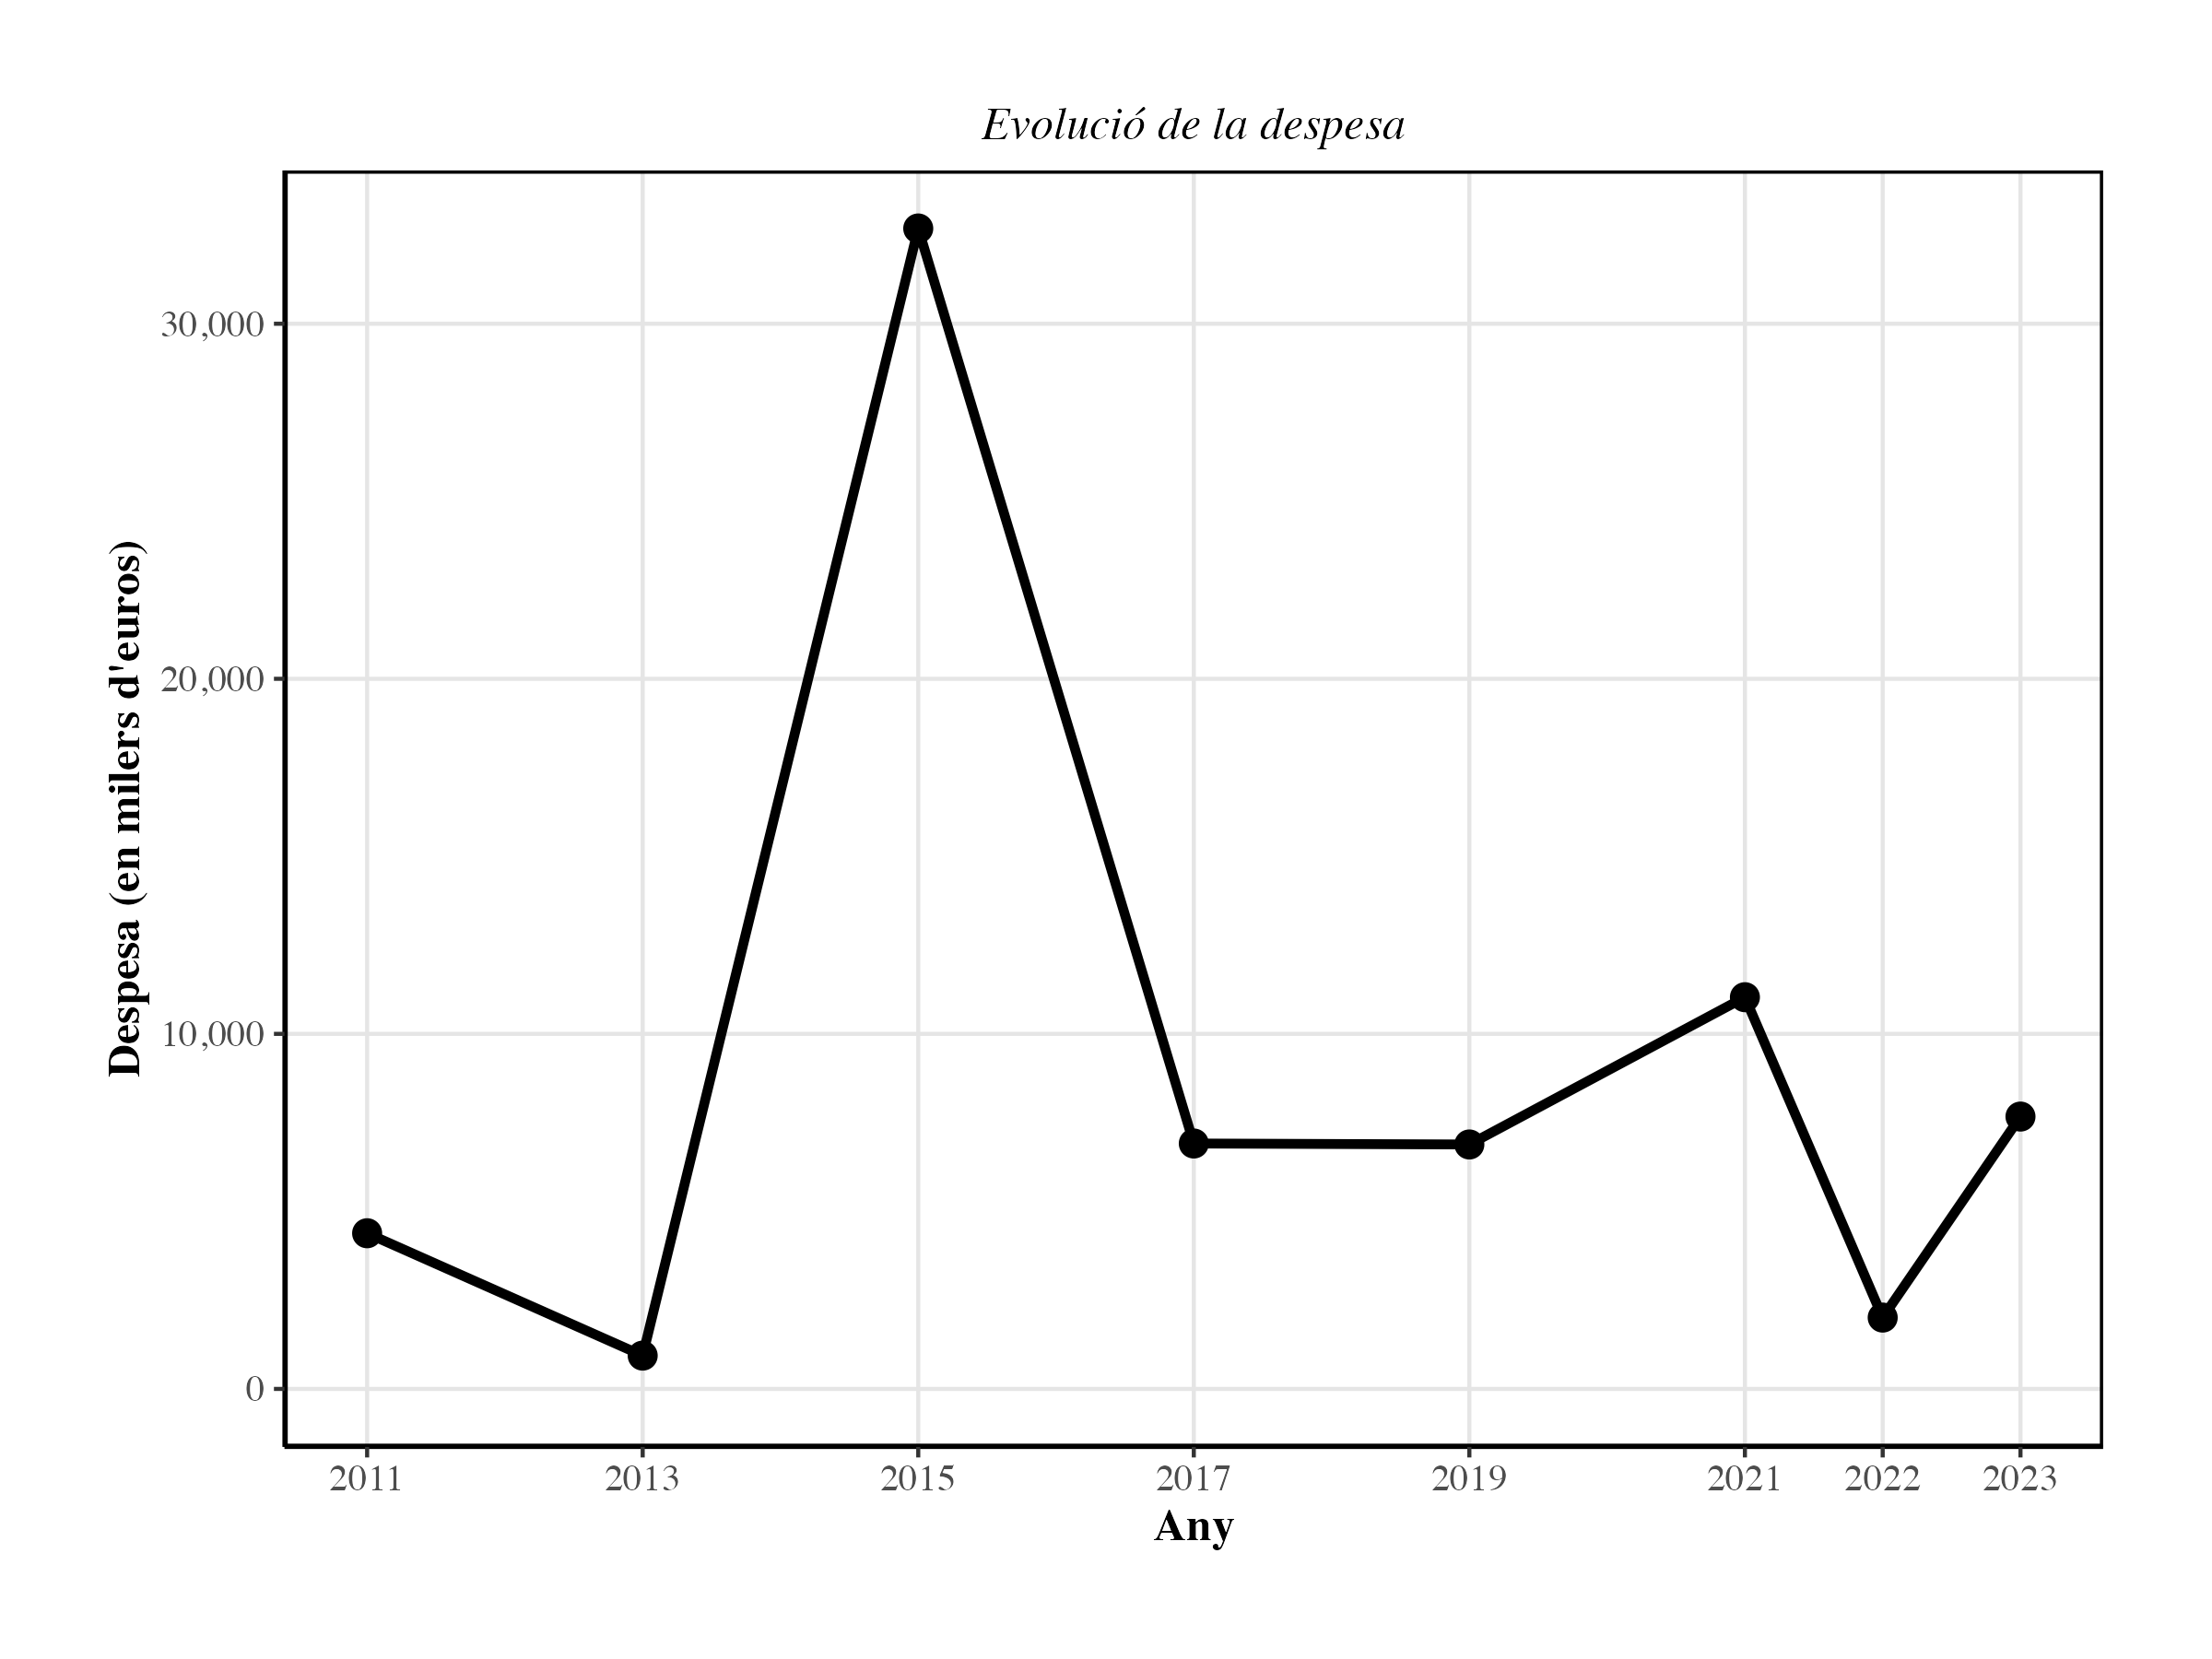 Evolució de la despesa
Despesa (en milers d'euros)
30,000
20,000
10,000
0
2011 2013 2015 2017 2019 2021 2022 2023
Any